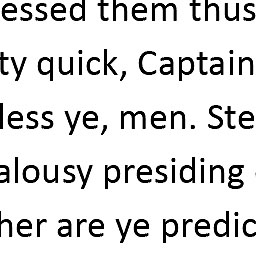 essed them thus
ty quick, Captain
less ye, men. Ste
alousy presiding
her are ye predic